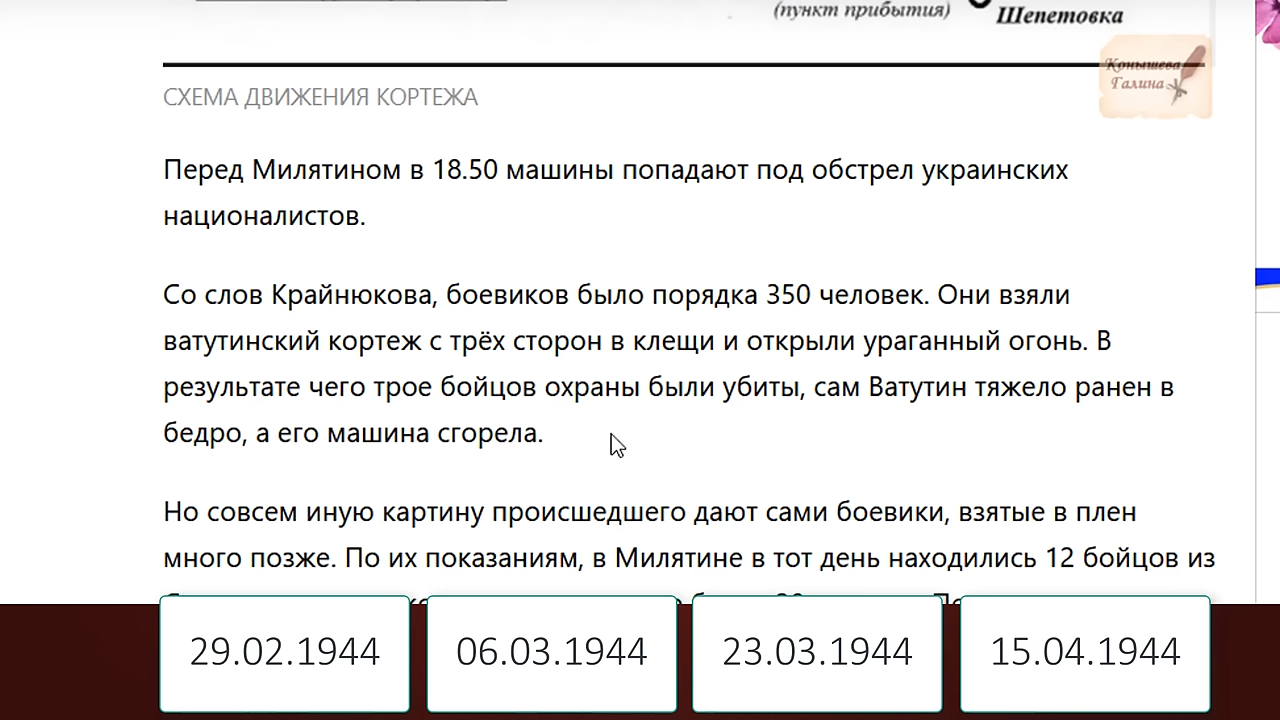 (пункт прибытия)
Шепетовка
Конышева
Галина
СХЕМА ДВИЖЕНИЯ КОРТЕЖА
Перед Милятином в 18.50 машины попадают под обстрел украинских
националистов.
Со слов Крайнюкова, боевиков было порядка 350 человек. Они взяли
ватутинский кортеж с трёх сторон в клещи и открыли ураганный огонь. В
результате чего трое бойцов охраны были убиты, сам Ватутин тяжело ранен в
бедро, а его машина сгорела.
Но совсем иную картину происшедшего дают сами боевики, взятые в плен
много позже. По их показаниям, в Милятине в тот день находились 12 бойцов из
29.02.1944
06.03.1944
23.03.1944
15.04.1944